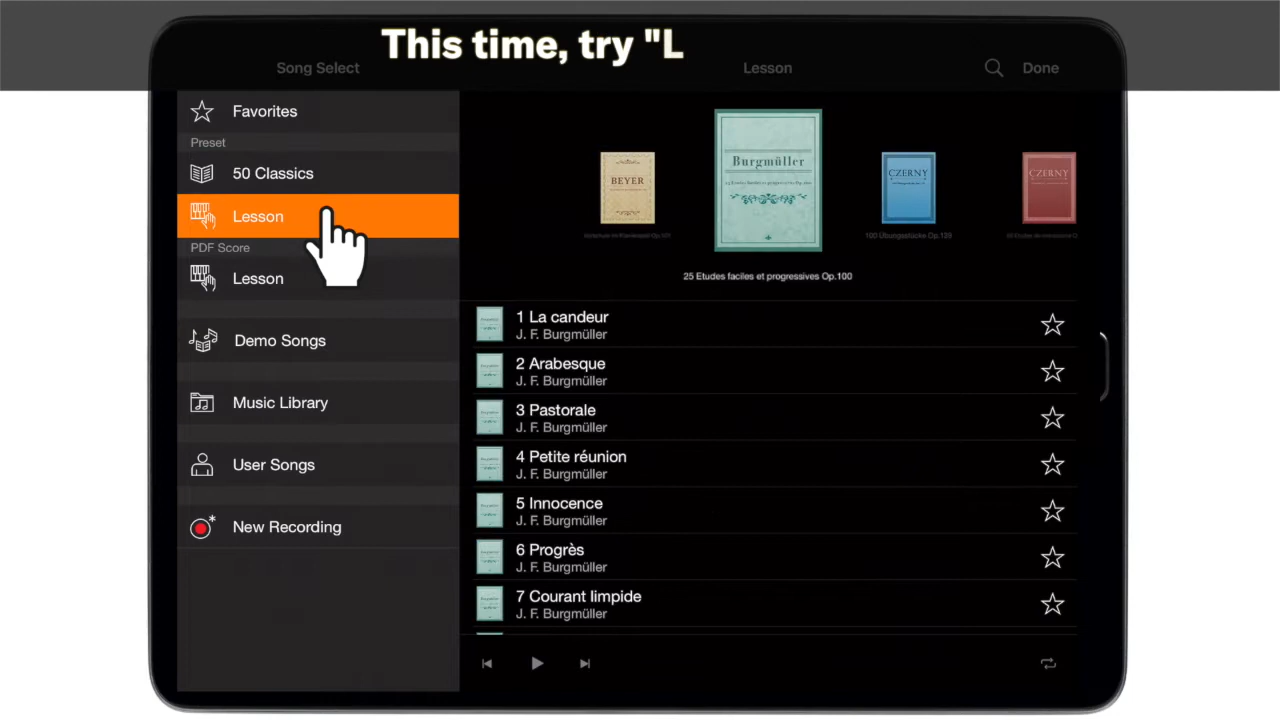 This time, try "L
Song Select
Lesson
Done
Favorites
Preset
50 Classics
Lesson
PDF Score
Lesson
Demo Songs
Music Library
User Songs
New Recording
BEYER
Burgmüller
CZERNY
100 Übungsstücke Op.139
CZERNY
25 Etudes faciles et progressives Op.100
1 La candeur
J. F. Burgmüller
2 Arabesque
J. F. Burgmüller
3 Pastorale
J. F. Burgmüller
4 Petite réunion
J. F. Burgmüller
5 Innocence
J. F. Burgmüller
6 Progrès
J. F. Burgmüller
7 Courant limpide
J. F. Burgmüller